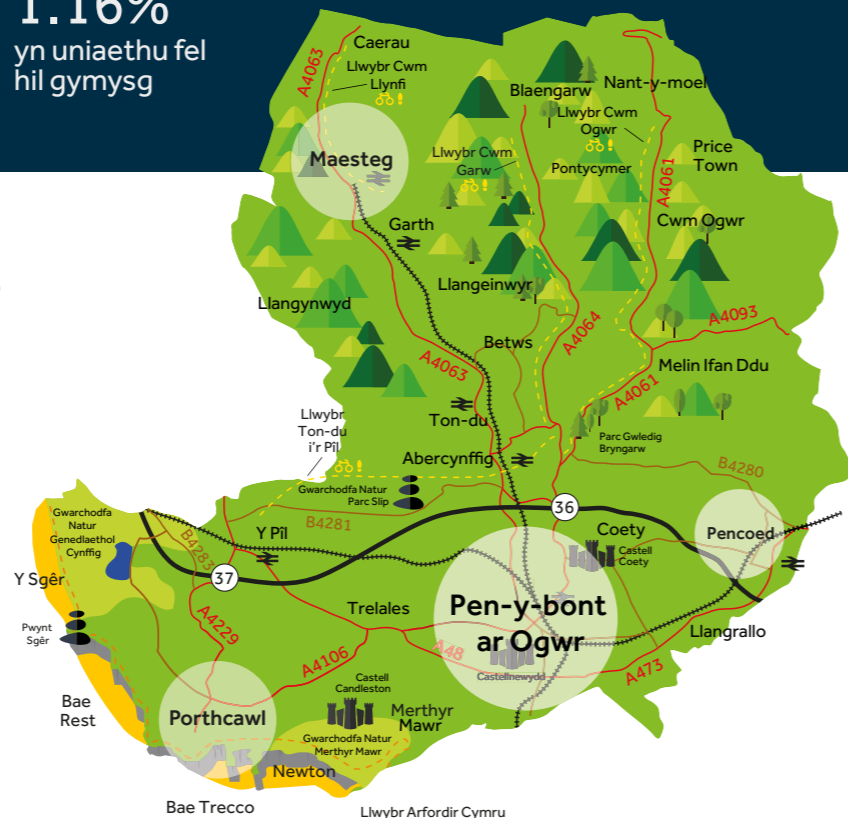 1.16%
yn uniaethu fel
hil gymysg
A4063
Caerau
Llwybr Cwm
Llynfi
Maesteg
Blaengarw
Nant-y-moel
Llwybr Cwm
Ogwr
Llwybr Cwm
Garw
Pontycymer
A4061
Price
Town
Cwm Ogwr
Garth
Llangeinwyr
Llangynwyd
A4064
A4093
Betws
A4063
Melin Ifan Ddu
A4061
Ton-du
Llwybr
Ton-du
i'r Pîl
Parc Gwledig
Bryngarw
Abercynffig
B4280
Gwarchodfa Natur
Parc Slip
36
Gwarchodfa
Natur
Genedlaethol
Cynffig
B4281
Y Pîl
B4283
Coety
Castell
Coety
Pencoed
Y Sgêr
37
Pen-y-bont
ar Ogwr
Trelales
Pwynt
Sgêr
A4229
Llangrallo
A4106
A48
Castellnewydd
A473
Castell
Candleston
Bae
Rest
Porthcawl
Merthyr
Mawr
Gwarchodfa Natur
Merthyr Mawr
Newton
Bae Trecco
Llwybr Arfordir Cymru